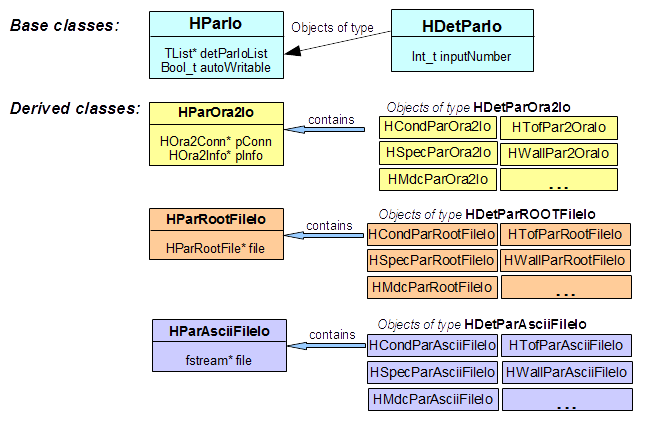 Base classes:
HParIo
TList* detParIoList
Bool_t autoWritable
Objects of type
HDetParIo
Int_t inputNumber
Derived classes:
HParOra2Io
HOra2Conn* pConn
HOra2Info* pInfo
contains
Objects of type HDetParOra2Io
HCondParOra2Io HTofPar2OraIo
HSpecParOra2Io HWallPar2OraIo
HMdcParOra2Io ...
HParRootFileIo
HParRootFile* file
contains
Objects of type HDetParROOTFileIo
HCondParRootFileIo HTofParRootFileIo
HSpecParRootFileIo HWallParRootFileIo
HMdcParRootFileIo ...
HParAsciiFileIo
fstream* file
contains
Objects of type HDetParAsciiFileIo
HCondParAsciiFileIo HTofParAsciiFileIo
HSpecParAsciiFileIo HWallParAsciiFileIo
HMdcParAsciiFileIo ...